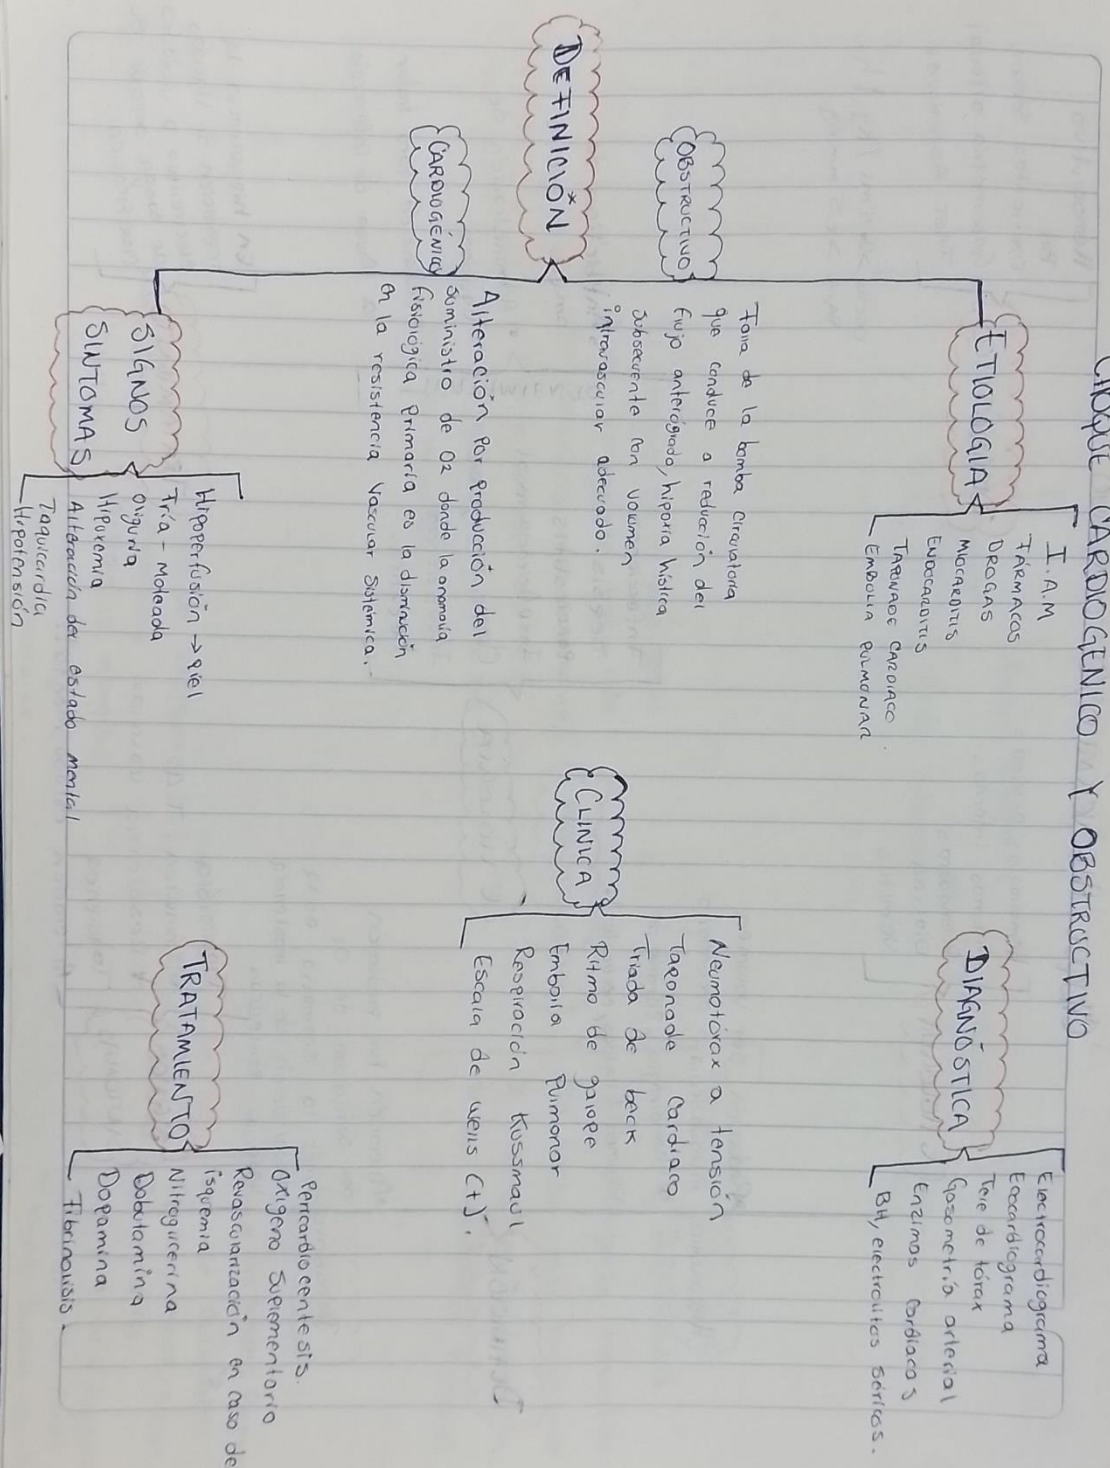 CHOQUE CARDIOGENICO Y OBSTRUCTIVO
ETIOLOGIA
I.A.M
FÁRMACOS
DROGAS
MIOCARDITIS
ENDOCARDITIS
TAPONADE CARDIACO
EMBOLIA PULMONAR
DEFINICIÓN
OBSTRUCTIVO
Falla de la bomba circulatoria
que conduce a reducción del
flujo anterógrado, hipoxia hística
subsecuente con volumen
intravascular adecuado.
CARDIOGÉNICO
Alteración por producción del
suministro de O2 donde la anomalía
fisiológica primaria es la disminución
en la resistencia vascular sistémica.
SIGNOS
SINTOMAS
Hipoperfusión → piel
Fría - Moteada
Oliguria
Alteración del estado mental
Taquicardia
Hipotensión
DIAGNÓSTICA
Electrocardiograma
Ecocardiograma
Tele de tórax
Gasometría arterial
Enzimas cardiacas
BH, electrolitos séricos.
CLINICA
Neumotórax a tensión
Taponade cardiaco
Triada de beck
Ritmo de galope
Embolia Pulmonar
Respiración Kussmaul
Escala de wells (+).
TRATAMIENTO
Pericardiocentesis.
Oxígeno suplementario
Revascularización en caso de
isquemia
Nitroglicerina
Dobutamina
Dopamina
Fibrinolisis.